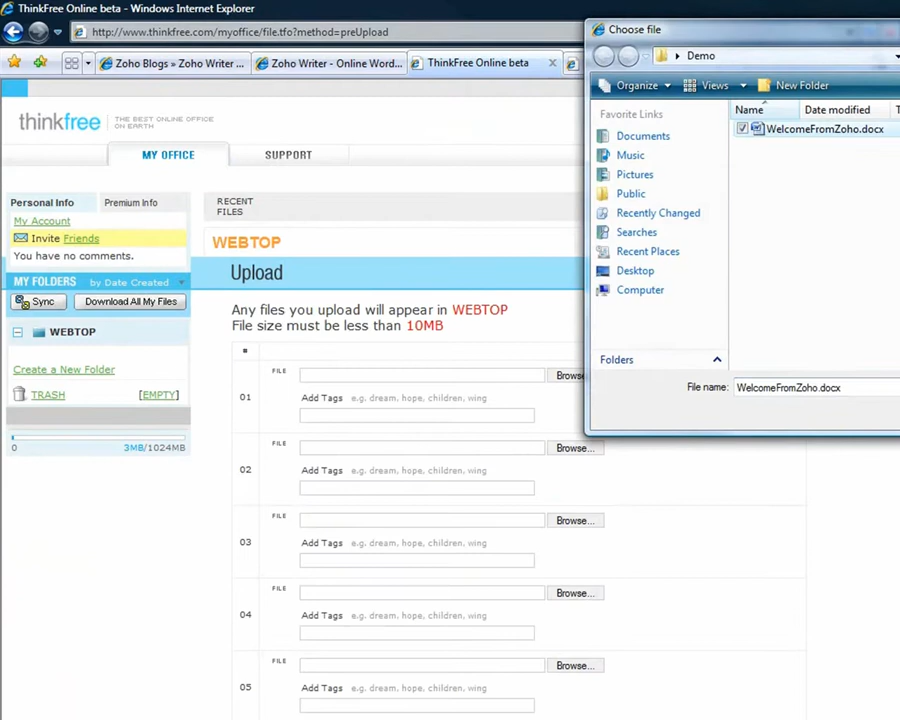 ThinkFree Online beta - Windows Internet Explorer
http://www.thinkfree.com/myoffice/file.tfo?method=preUpload
Zoho Blogs » Zoho Writer ...
Zoho Writer - Online Word...
ThinkFree Online beta
thinkfree
THE BEST ONLINE OFFICE
ON EARTH
MY OFFICE
SUPPORT
Personal Info
Premium Info
My Account
Invite Friends
You have no comments.
MY FOLDERS by Date Created
Sync
Download All My Files
WEBTOP
Create a New Folder
TRASH [EMPTY]
0 3MB/1024MB
RECENT
FILES
WEBTOP
Upload
Any files you upload will appear in WEBTOP
File size must be less than 10MB
01
FILE
Brows
Add Tags e.g. dream, hope, children, wing
02
FILE
Browse...
Add Tags e.g. dream, hope, children, wing
03
FILE
Browse...
Add Tags e.g. dream, hope, children, wing
04
FILE
Browse...
Add Tags e.g. dream, hope, children, wing
05
FILE
Browse...
Add Tags e.g. dream, hope, children, wing
Choose file
Demo
Organize
Views
New Folder
Favorite Links
Documents
Music
Pictures
Public
Recently Changed
Searches
Recent Places
Desktop
Computer
Folders
Name
Date modified
T
WelcomeFromZoho.docx
File name: WelcomeFromZoho.docx